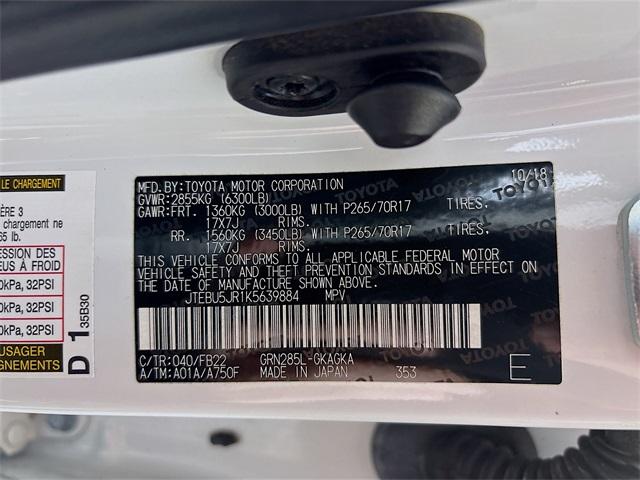 LE CHARGEMENT
ÈRE 3
chargement ne
65 lb.
ESSION DES
EUS À FROID
0kPa, 32PSI
0kPa, 32PSI
0kPa, 32PSI
USAGER
GNEMENTS
D 1 35B30
10/18
MFD.BY:TOYOTA MOTOR CORPORATION
GVWR:2855KG (6300LB)
GAWR:FRT. 1360KG (3000LB) WITH P265/70R17 TIRES.
17X7J RIMS.
RR. 1560KG (3450LB) WITH P265/70R17 TIRES.
17X7J RIMS.
THIS VEHICLE CONFORMS TO ALL APPLICABLE FEDERAL MOTOR
VEHICLE SAFETY AND THEFT PREVENTION STANDARDS IN EFFECT ON
THE DATE OF MANUFACTURE SHOWN ABOVE.
JTEBU5JR1K5639884 MPV
C/TR:040/FB22 GRN285L-GKAGKA
A/TM:A01A/A750F MADE IN JAPAN 353 E